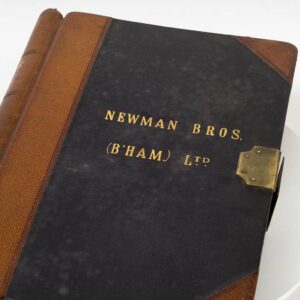 NEWMAN BROS.
(B'HAM.) LTD